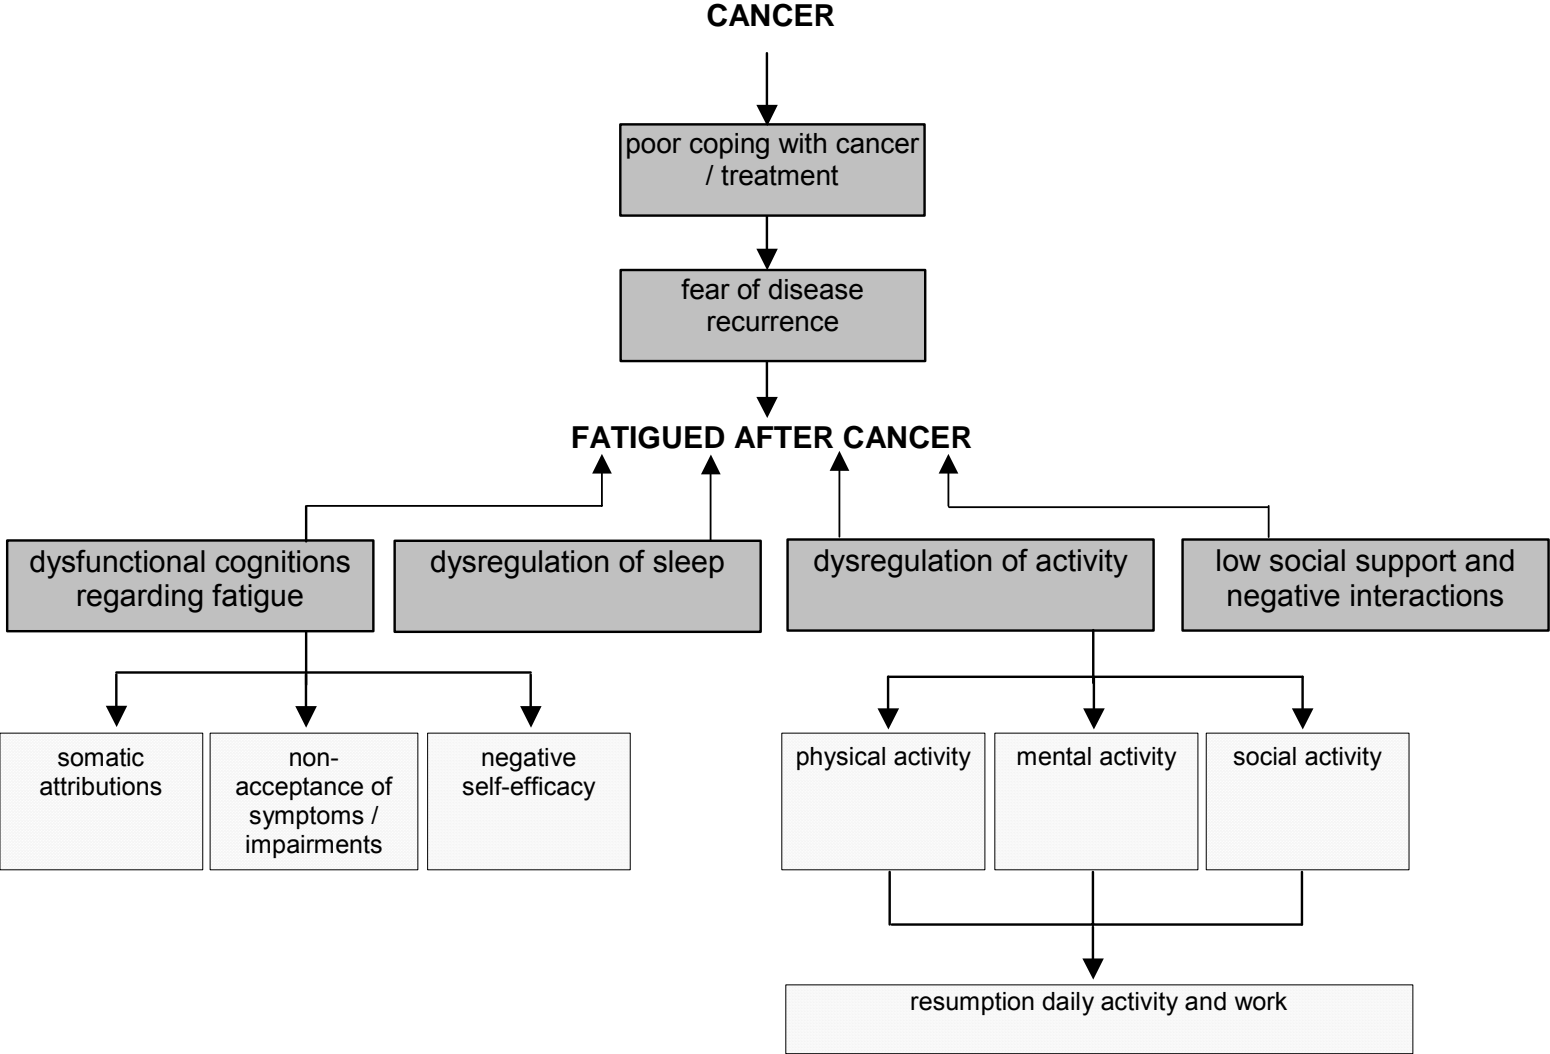 CANCER
poor coping with cancer
/ treatment
fear of disease
recurrence
FATIGUED AFTER CANCER
dysfunctional cognitions
regarding fatigue
dysregulation of sleep
dysregulation of activity
low social support and
negative interactions
somatic
attributions
non-
acceptance of
symptoms /
impairments
negative
self-efficacy
physical activity
mental activity
social activity
resumption daily activity and work